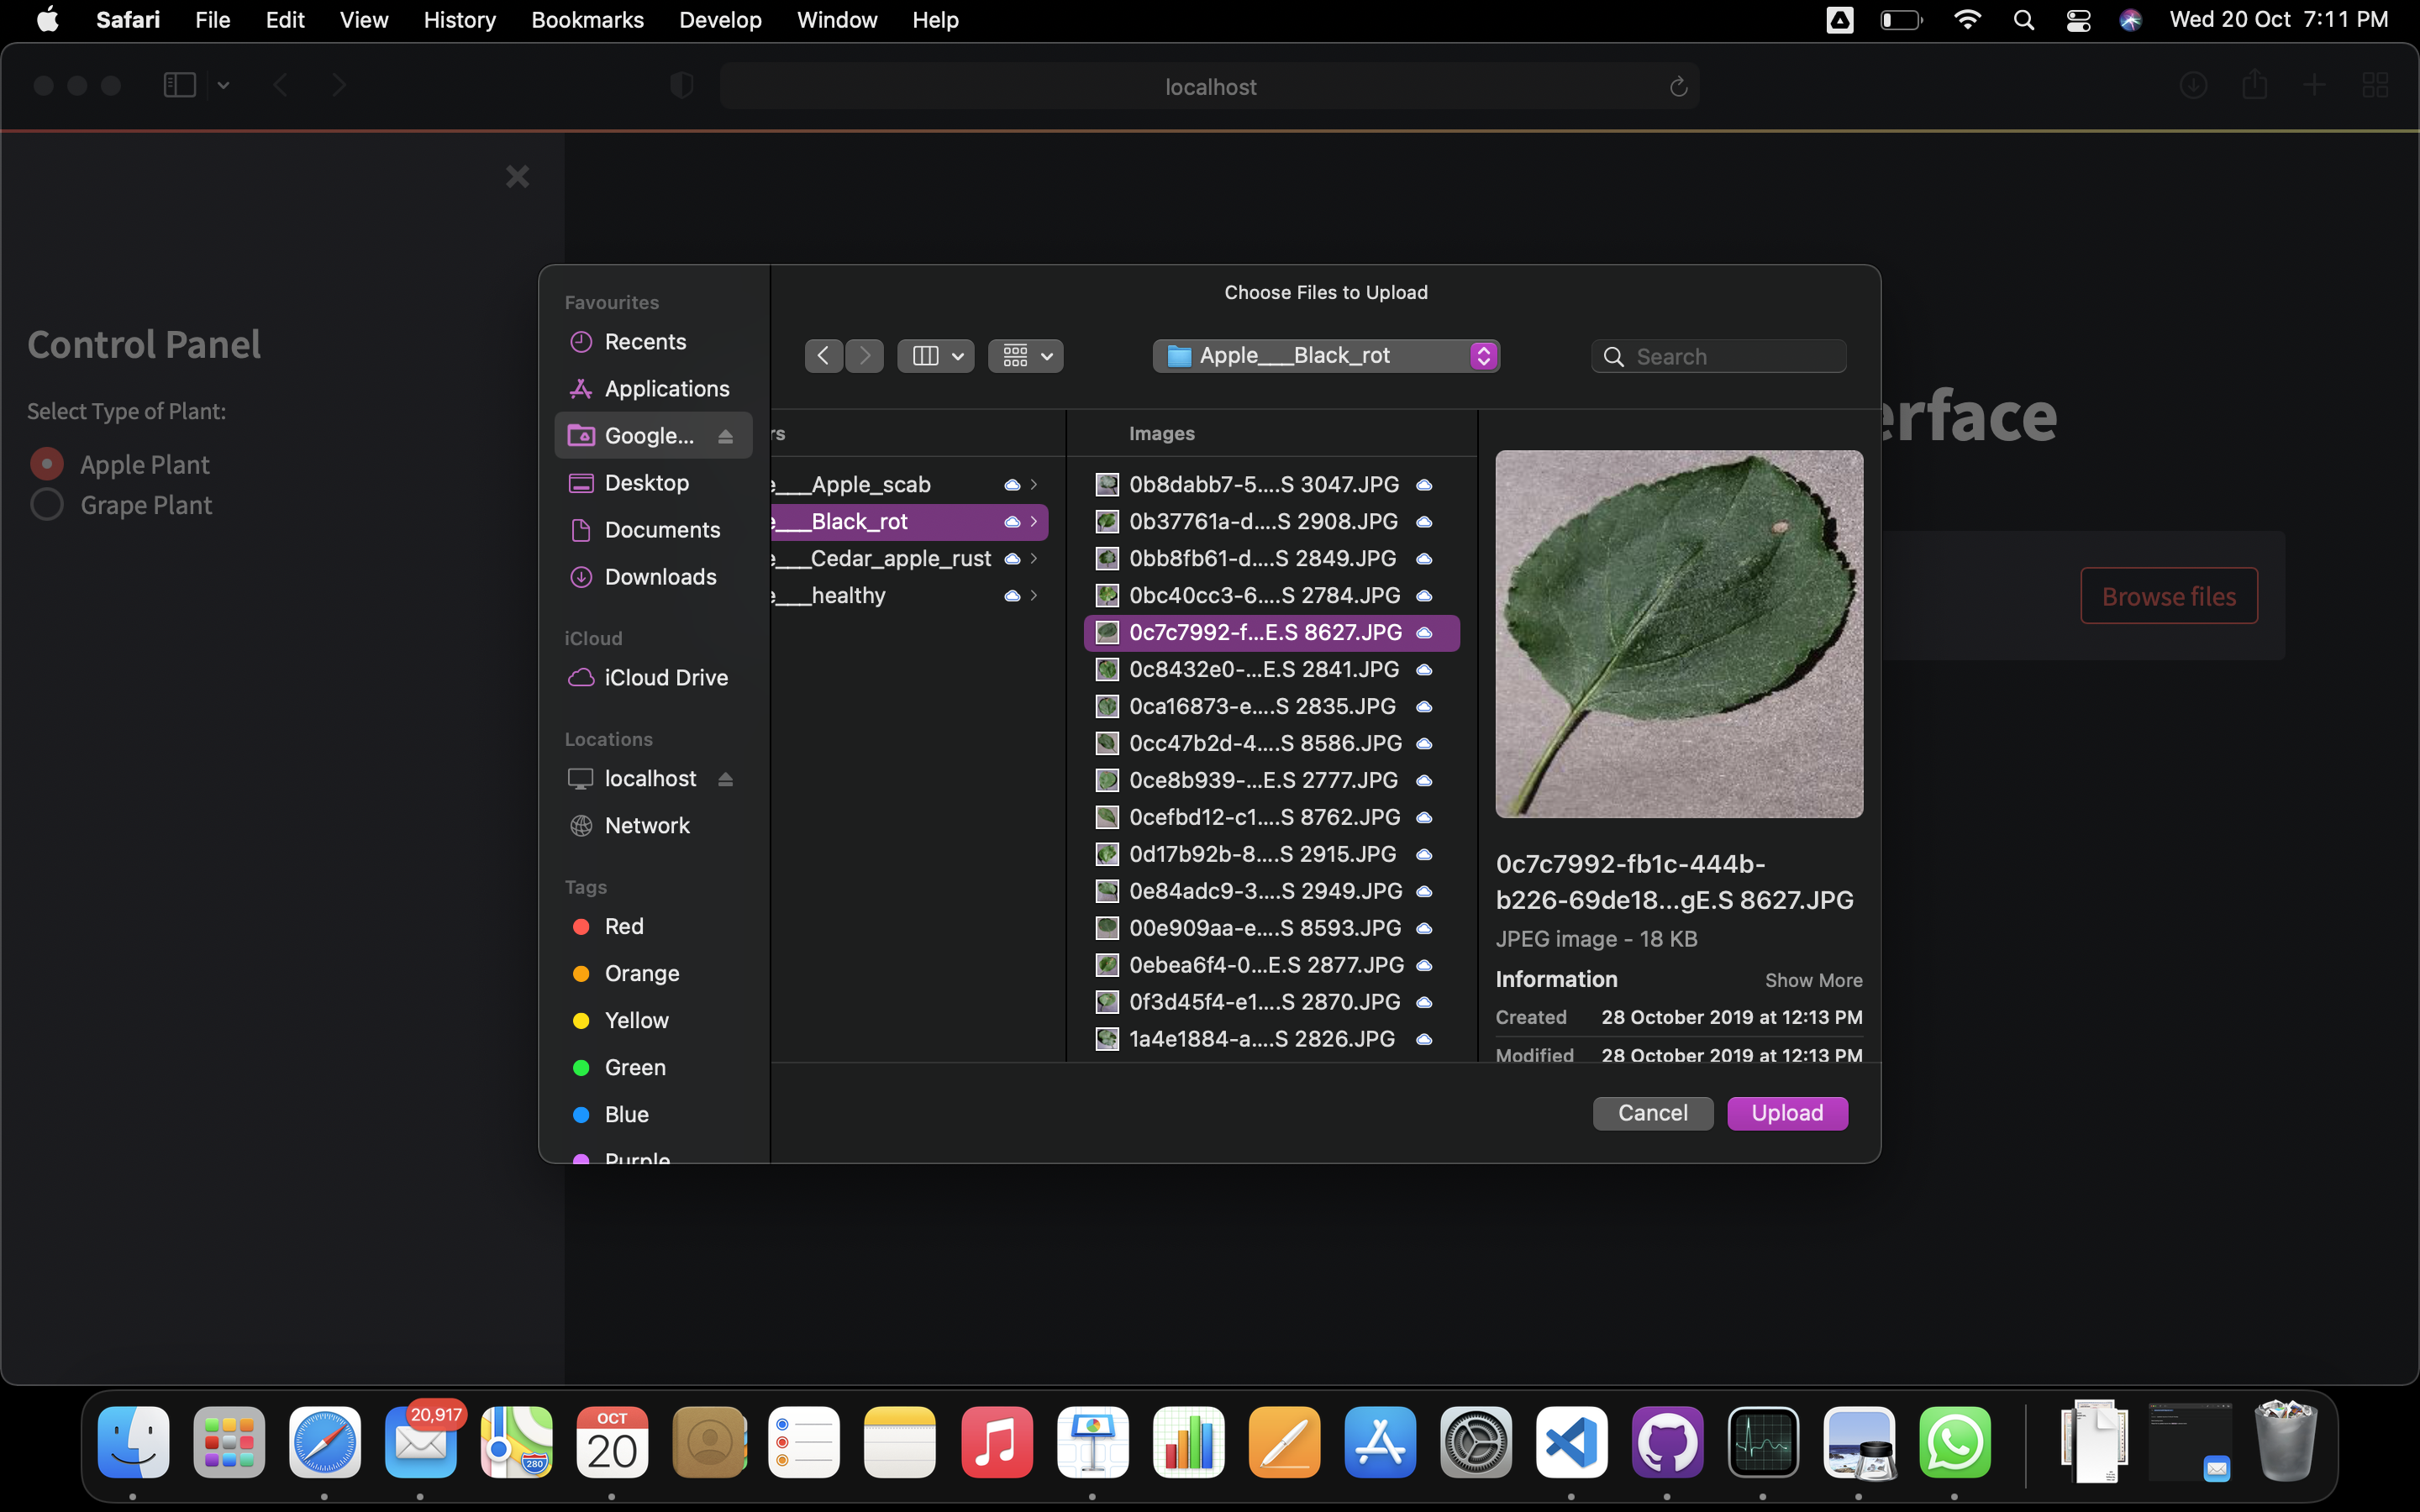 Safari File Edit View History Bookmarks Develop Window Help Wed 20 Oct 7:11 PM
localhost
Control Panel
Select Type of Plant:
Apple Plant
Grape Plant
erface
Browse files
Choose Files to Upload
Apple___Black_rot
Search
Favourites
Recents
Applications
Google...
Desktop
Documents
Downloads
iCloud
iCloud Drive
Locations
localhost
Network
Tags
Red
Orange
Yellow
Green
Blue
Purple
rs
e___Apple_scab
e___Black_rot
e___Cedar_apple_rust
e___healthy
Images
0b8dabb7-5....S 3047.JPG
0b37761a-d....S 2908.JPG
0bb8fb61-d....S 2849.JPG
0bc40cc3-6....S 2784.JPG
0c7c7992-f...E.S 8627.JPG
0c8432e0-...E.S 2841.JPG
0ca16873-e....S 2835.JPG
0cc47b2d-4....S 8586.JPG
0ce8b939-...E.S 2777.JPG
0cefbd12-c1....S 8762.JPG
0d17b92b-8....S 2915.JPG
0e84adc9-3....S 2949.JPG
00e909aa-e....S 8593.JPG
0ebea6f4-0...E.S 2877.JPG
0f3d45f4-e1....S 2870.JPG
1a4e1884-a....S 2826.JPG
0c7c7992-fb1c-444b-
b226-69de18...gE.S 8627.JPG
JPEG image - 18 KB
Information Show More
Created 28 October 2019 at 12:13 PM
Modified 28 October 2019 at 12:13 PM
Cancel Upload
20,917
280
OCT
20